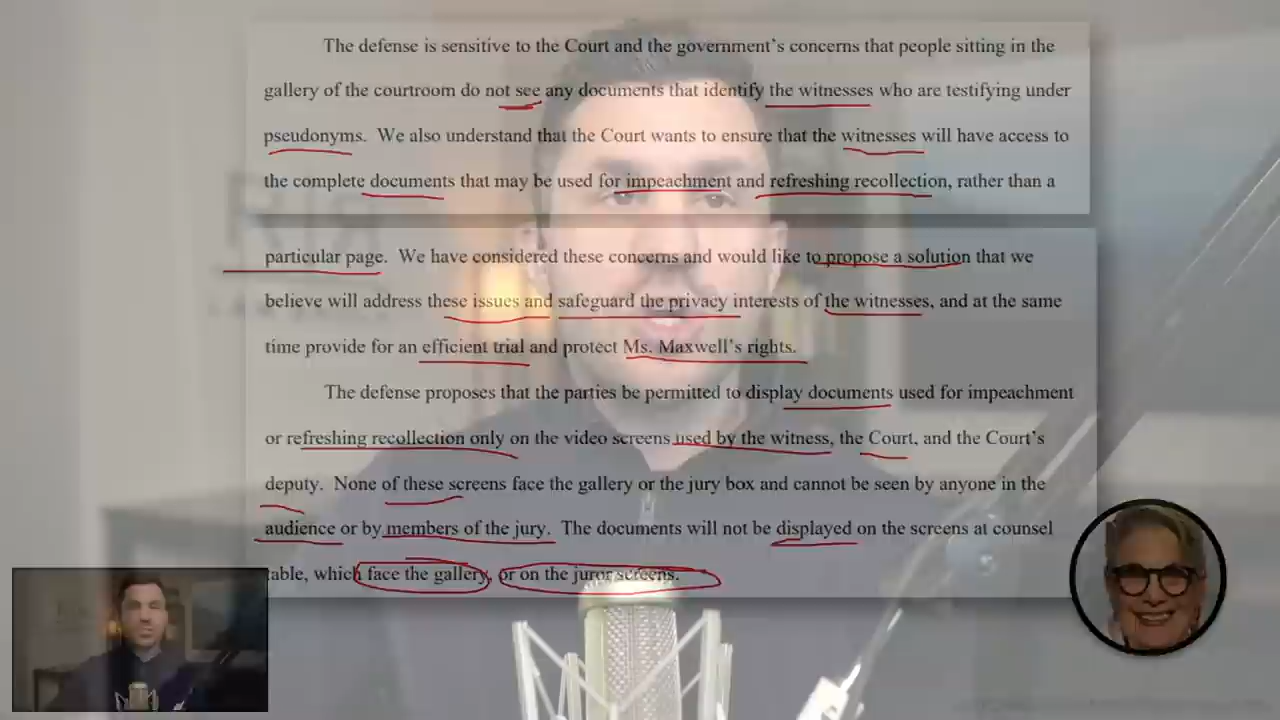 The defense is sensitive to the Court and the government's concerns that people sitting in the
gallery of the courtroom do not see any documents that identify the witnesses who are testifying under
pseudonyms. We also understand that the Court wants to ensure that the witnesses will have access to
the complete documents that may be used for impeachment and refreshing recollection, rather than a
particular page. We have considered these concerns and would like to propose a solution that we
believe will address these issues and safeguard the privacy interests of the witnesses, and at the same
time provide for an efficient trial and protect Ms. Maxwell's rights.
The defense proposes that the parties be permitted to display documents used for impeachment
or refreshing recollection only on the video screens used by the witness, the Court, and the Court's
deputy. None of these screens face the gallery or the jury box and cannot be seen by anyone in the
audience or by members of the jury. The documents will not be displayed on the screens at counsel
table, which face the gallery, or on the juror screens.